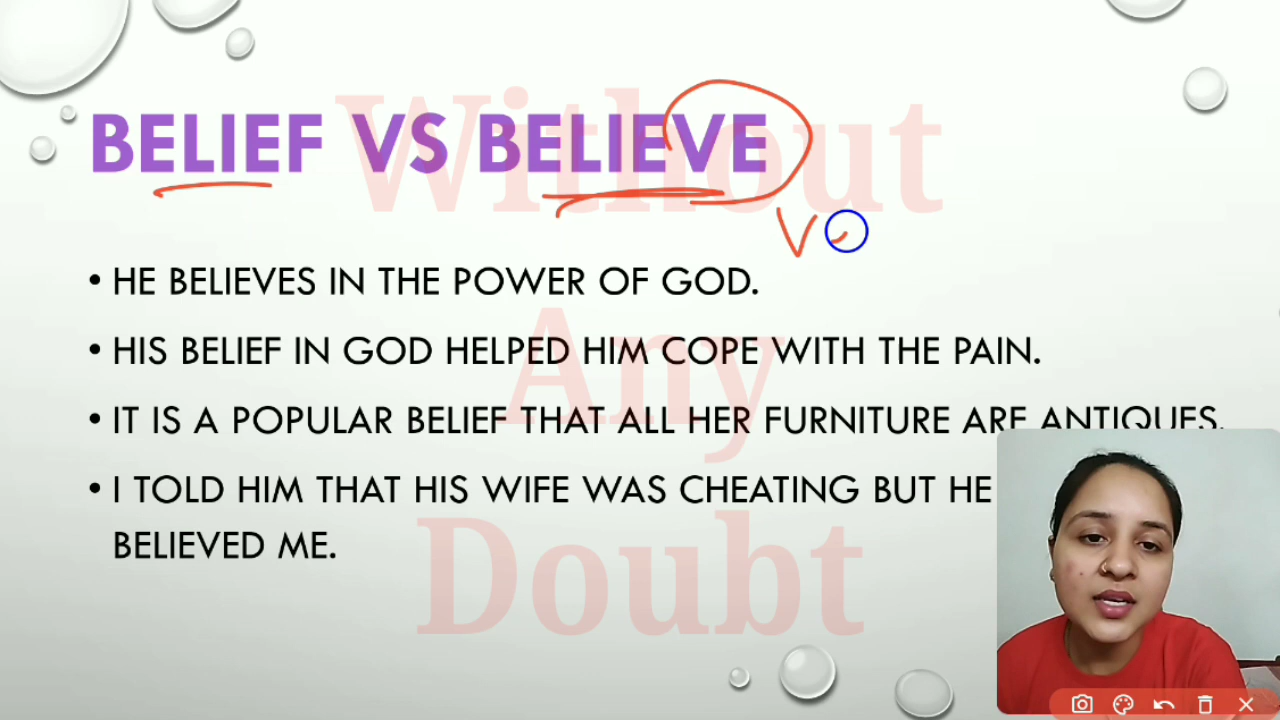 BELIEF VS BELIEVE
V
• HE BELIEVES IN THE POWER OF GOD.
• HIS BELIEF IN GOD HELPED HIM COPE WITH THE PAIN.
• IT IS A POPULAR BELIEF THAT ALL HER FURNITURE ARE ANTIQUES.
• I TOLD HIM THAT HIS WIFE WAS CHEATING BUT HE
BELIEVED ME.
Without
Any
Doubt